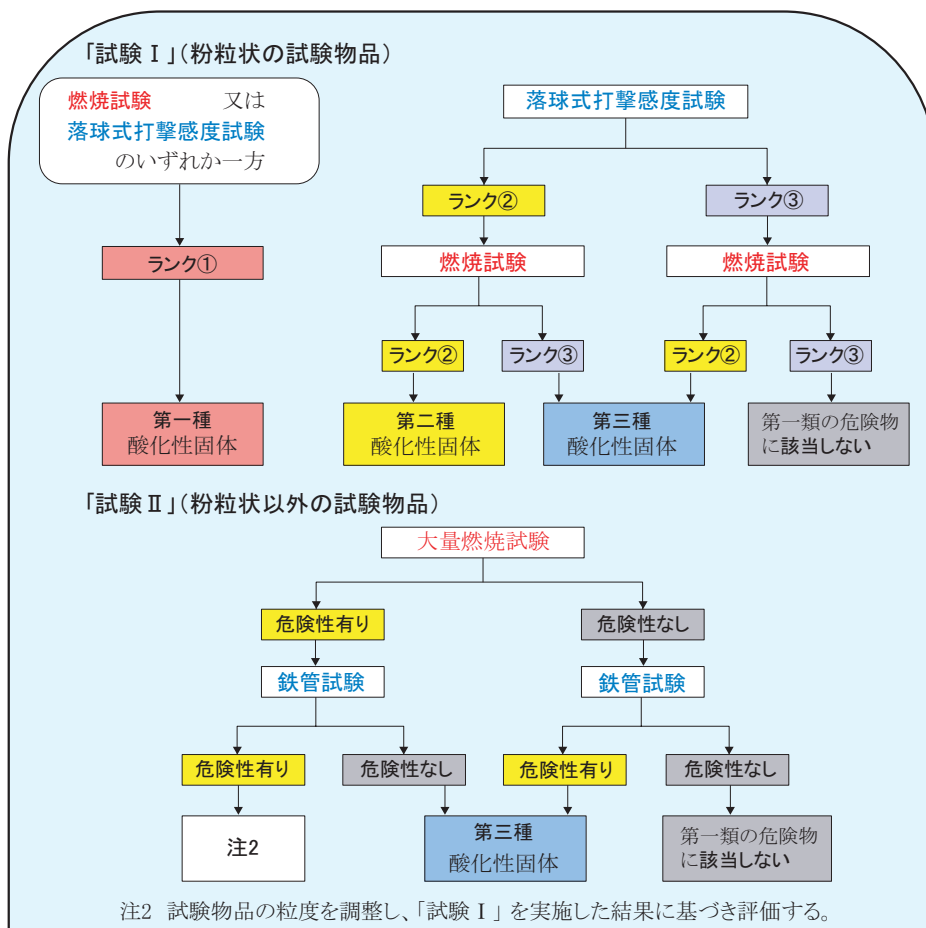 「試験Ⅰ」(粉粒状の試験物品)
燃焼試験 又は
落球式打撃感度試験
のいずれか一方
落球式打撃感度試験
ランク②
ランク③
ランク①
燃焼試験
燃焼試験
ランク②
ランク③
ランク②
ランク③
第一種
酸化性固体
第二種
酸化性固体
第三種
酸化性固体
第一類の危険物
に該当しない
「試験Ⅱ」(粉粒状以外の試験物品)
大量燃焼試験
危険性有り
危険性なし
鉄管試験
鉄管試験
危険性有り
危険性なし
危険性有り
危険性なし
注2
第三種
酸化性固体
第一類の危険物
に該当しない
注2 試験物品の粒度を調整し、「試験Ⅰ」を実施した結果に基づき評価する。